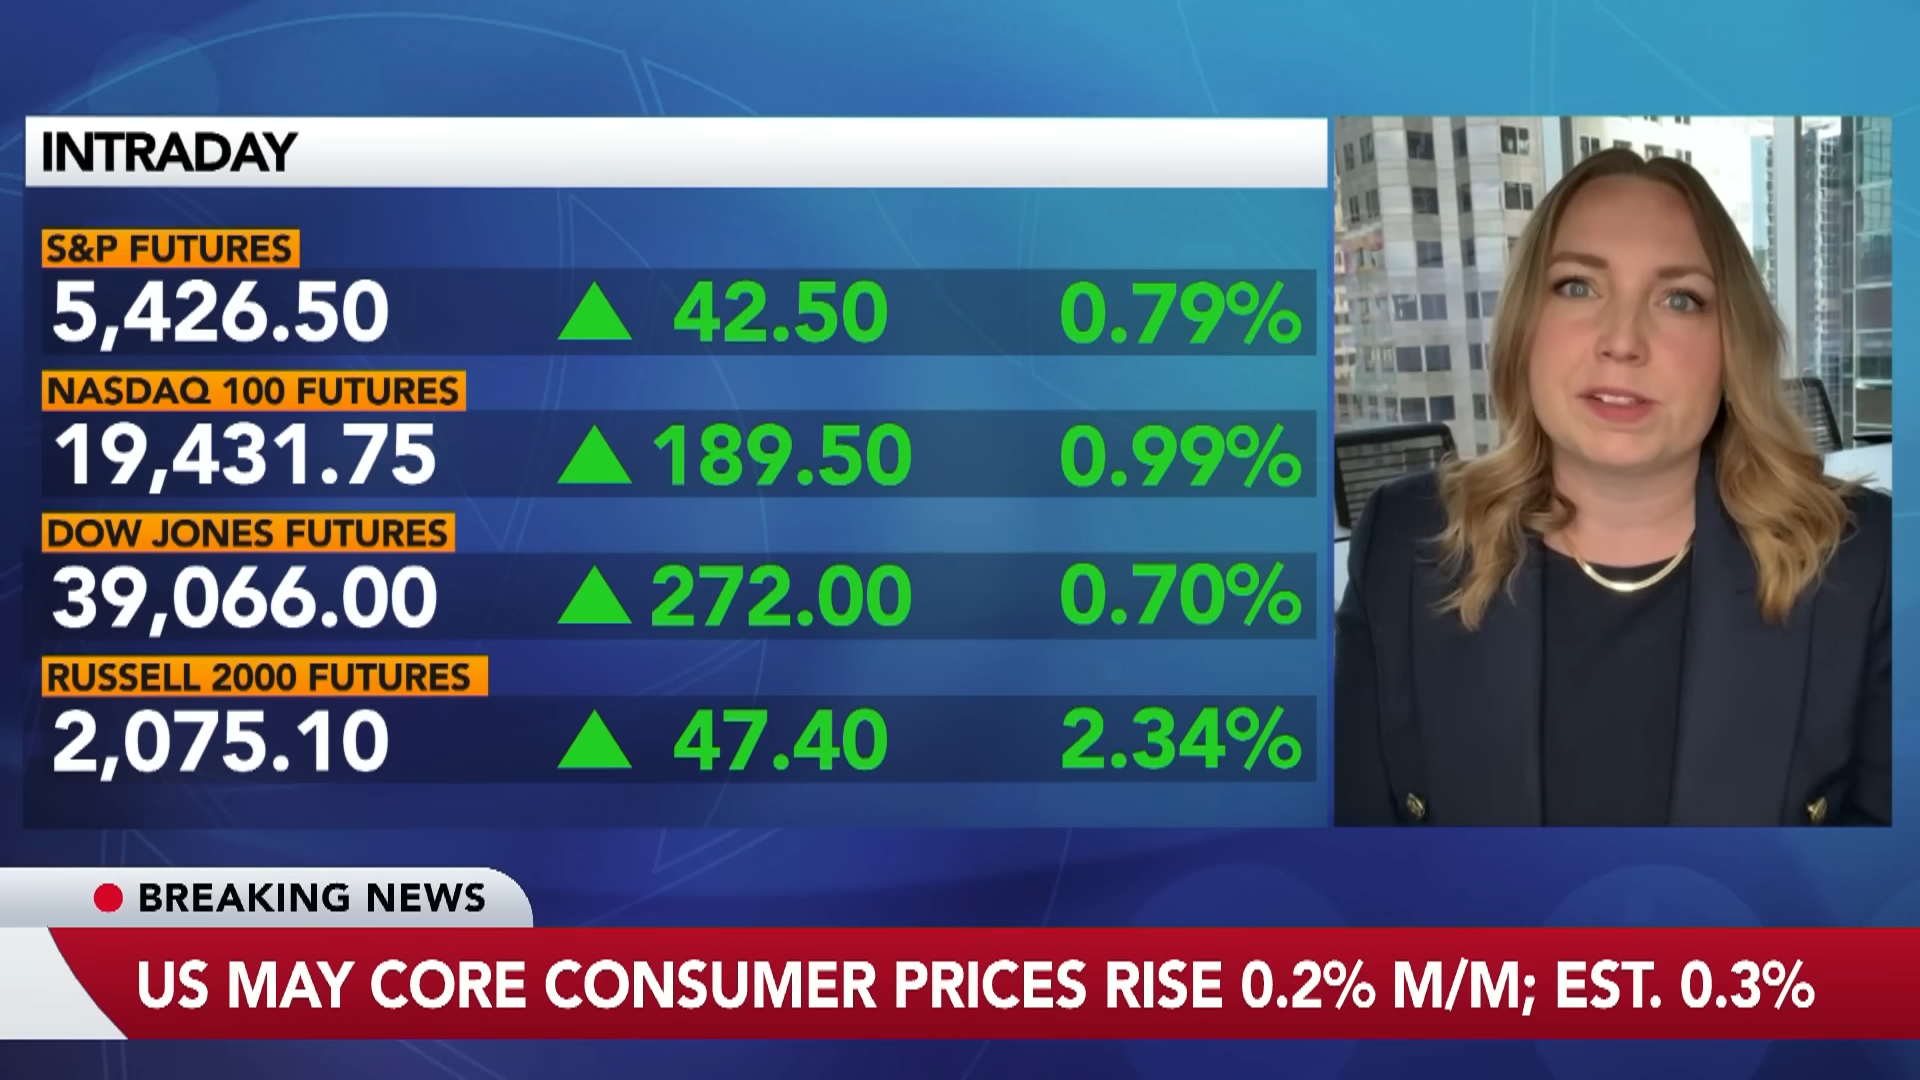 INTRADAY
S&P FUTURES
5,426.50 ▲ 42.50 0.79%
NASDAQ 100 FUTURES
19,431.75 ▲ 189.50 0.99%
DOW JONES FUTURES
39,066.00 ▲ 272.00 0.70%
RUSSELL 2000 FUTURES
2,075.10 ▲ 47.40 2.34%
BREAKING NEWS
US MAY CORE CONSUMER PRICES RISE 0.2% M/M; EST. 0.3%